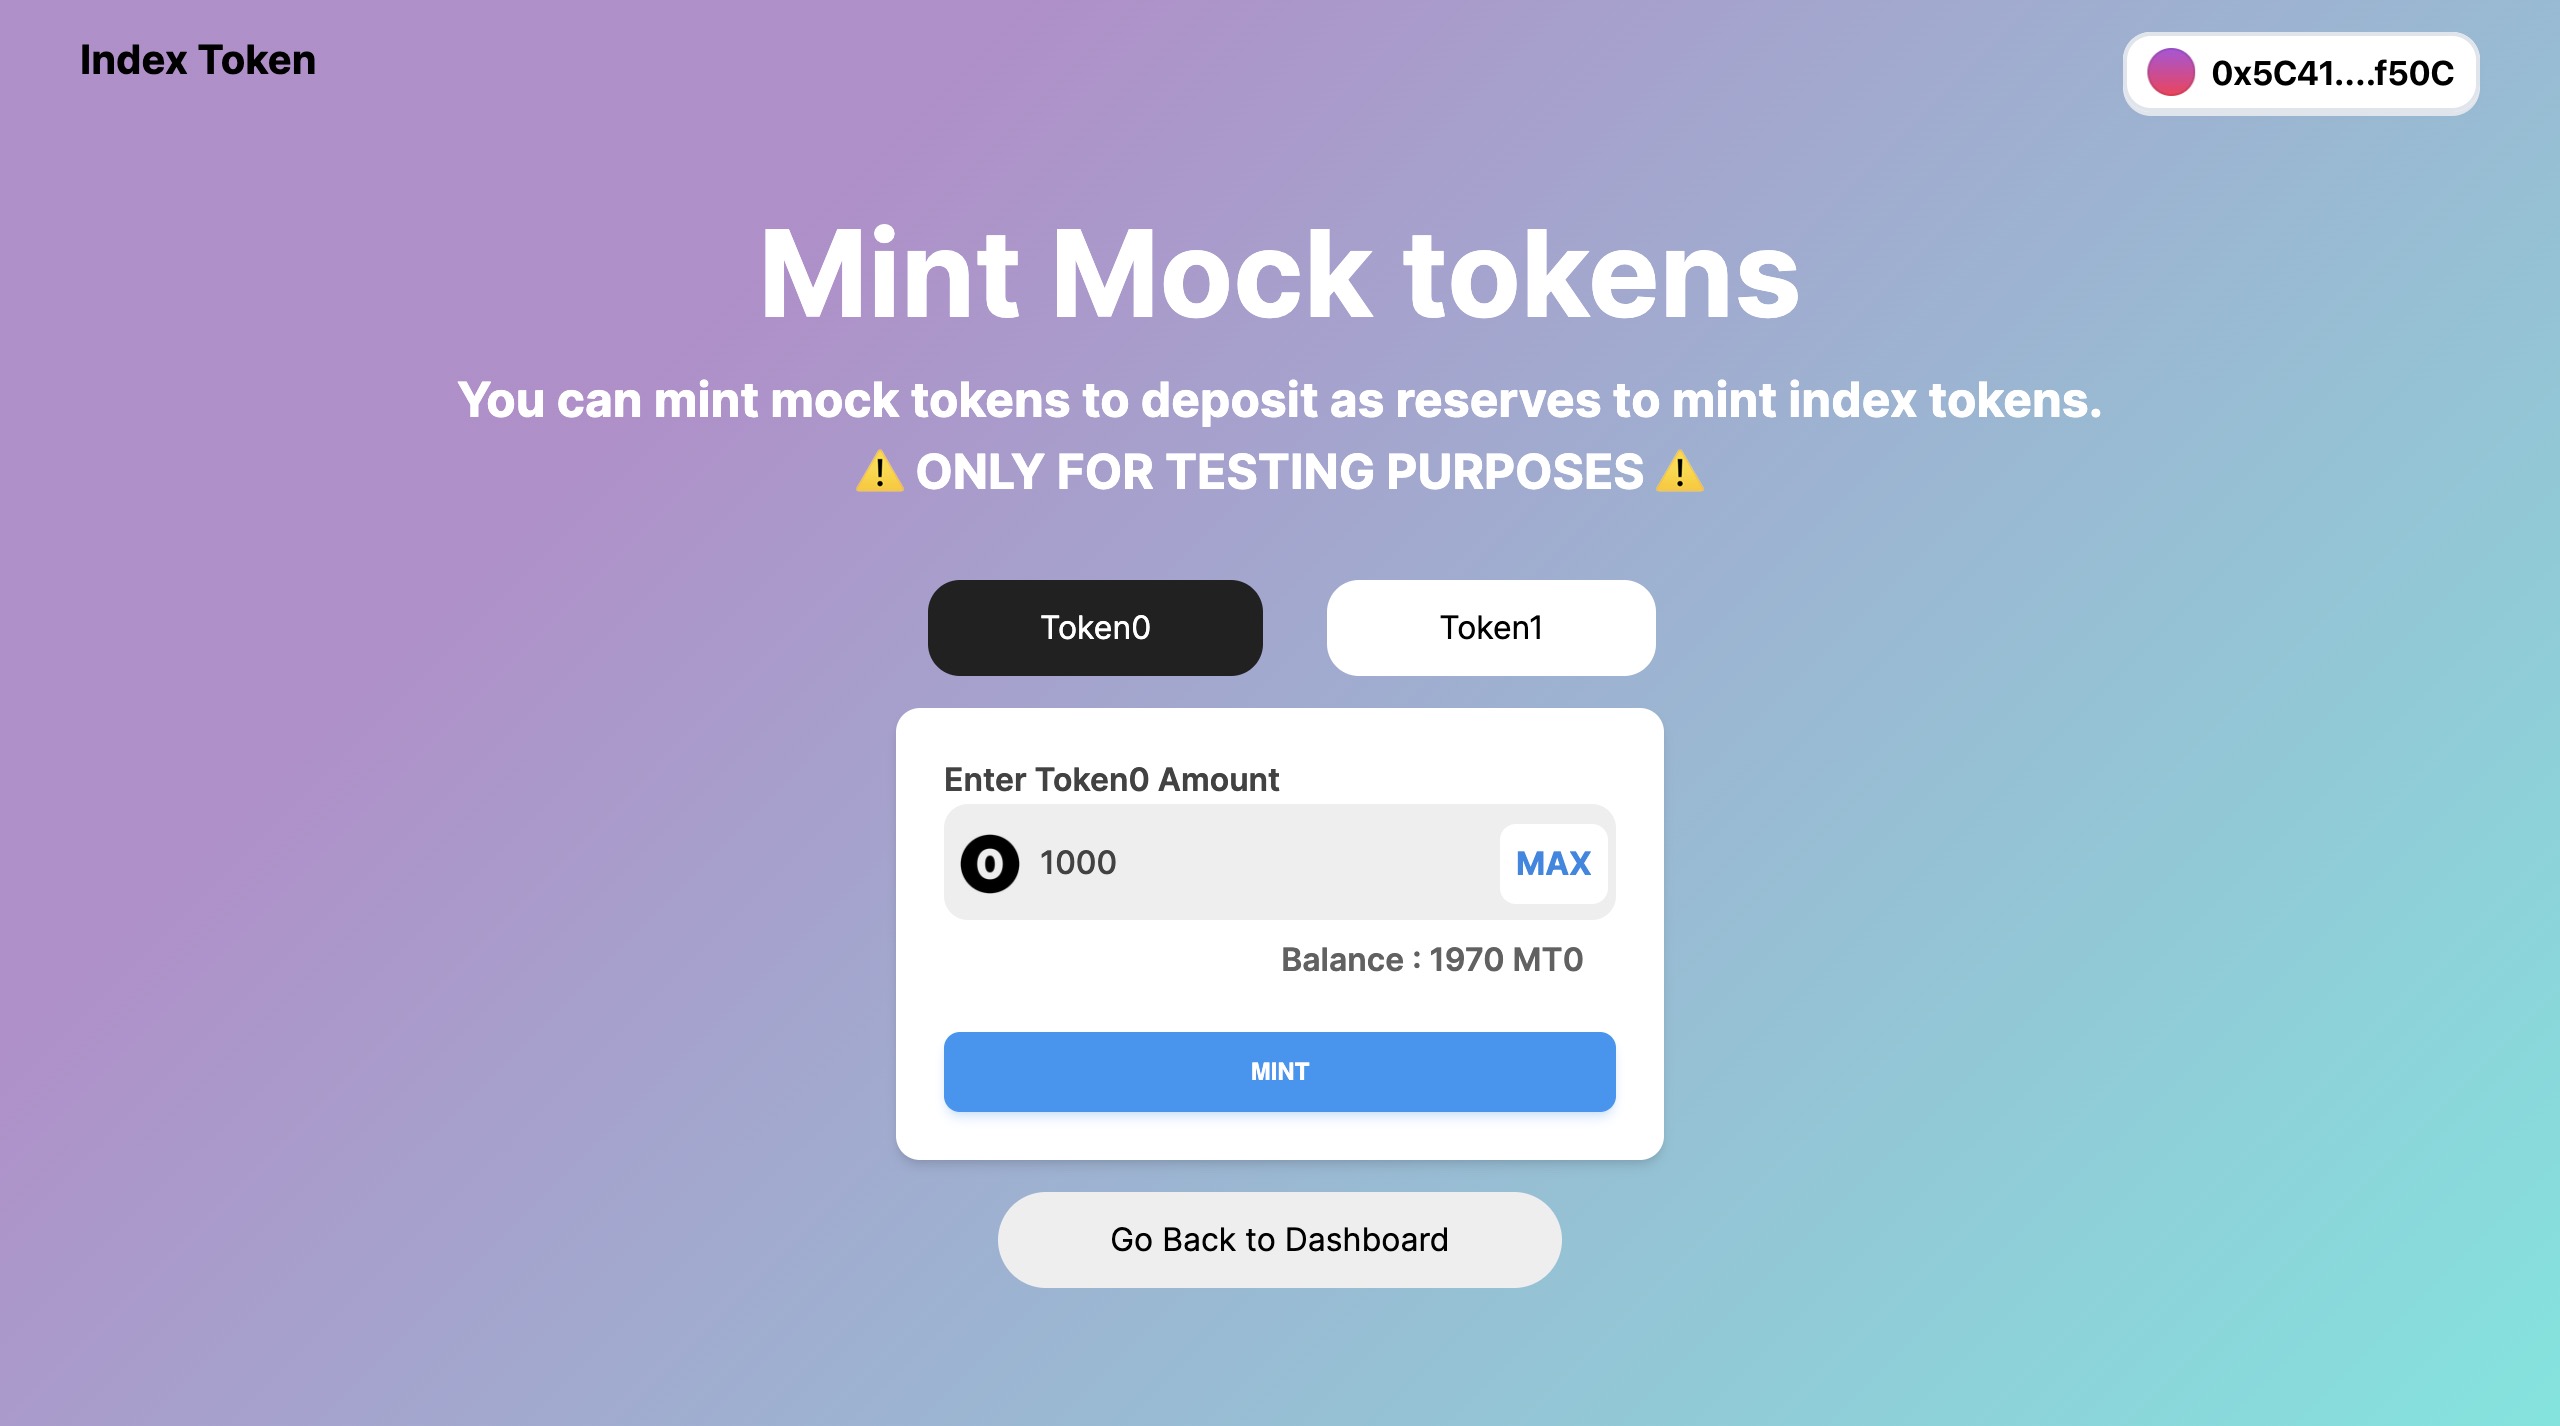 Index Token
0x5C41....f50C
Mint Mock tokens
You can mint mock tokens to deposit as reserves to mint index tokens.
⚠️ ONLY FOR TESTING PURPOSES ⚠️
Token0
Token1
Enter Token0 Amount
0 1000 MAX
Balance : 1970 MT0
MINT
Go Back to Dashboard